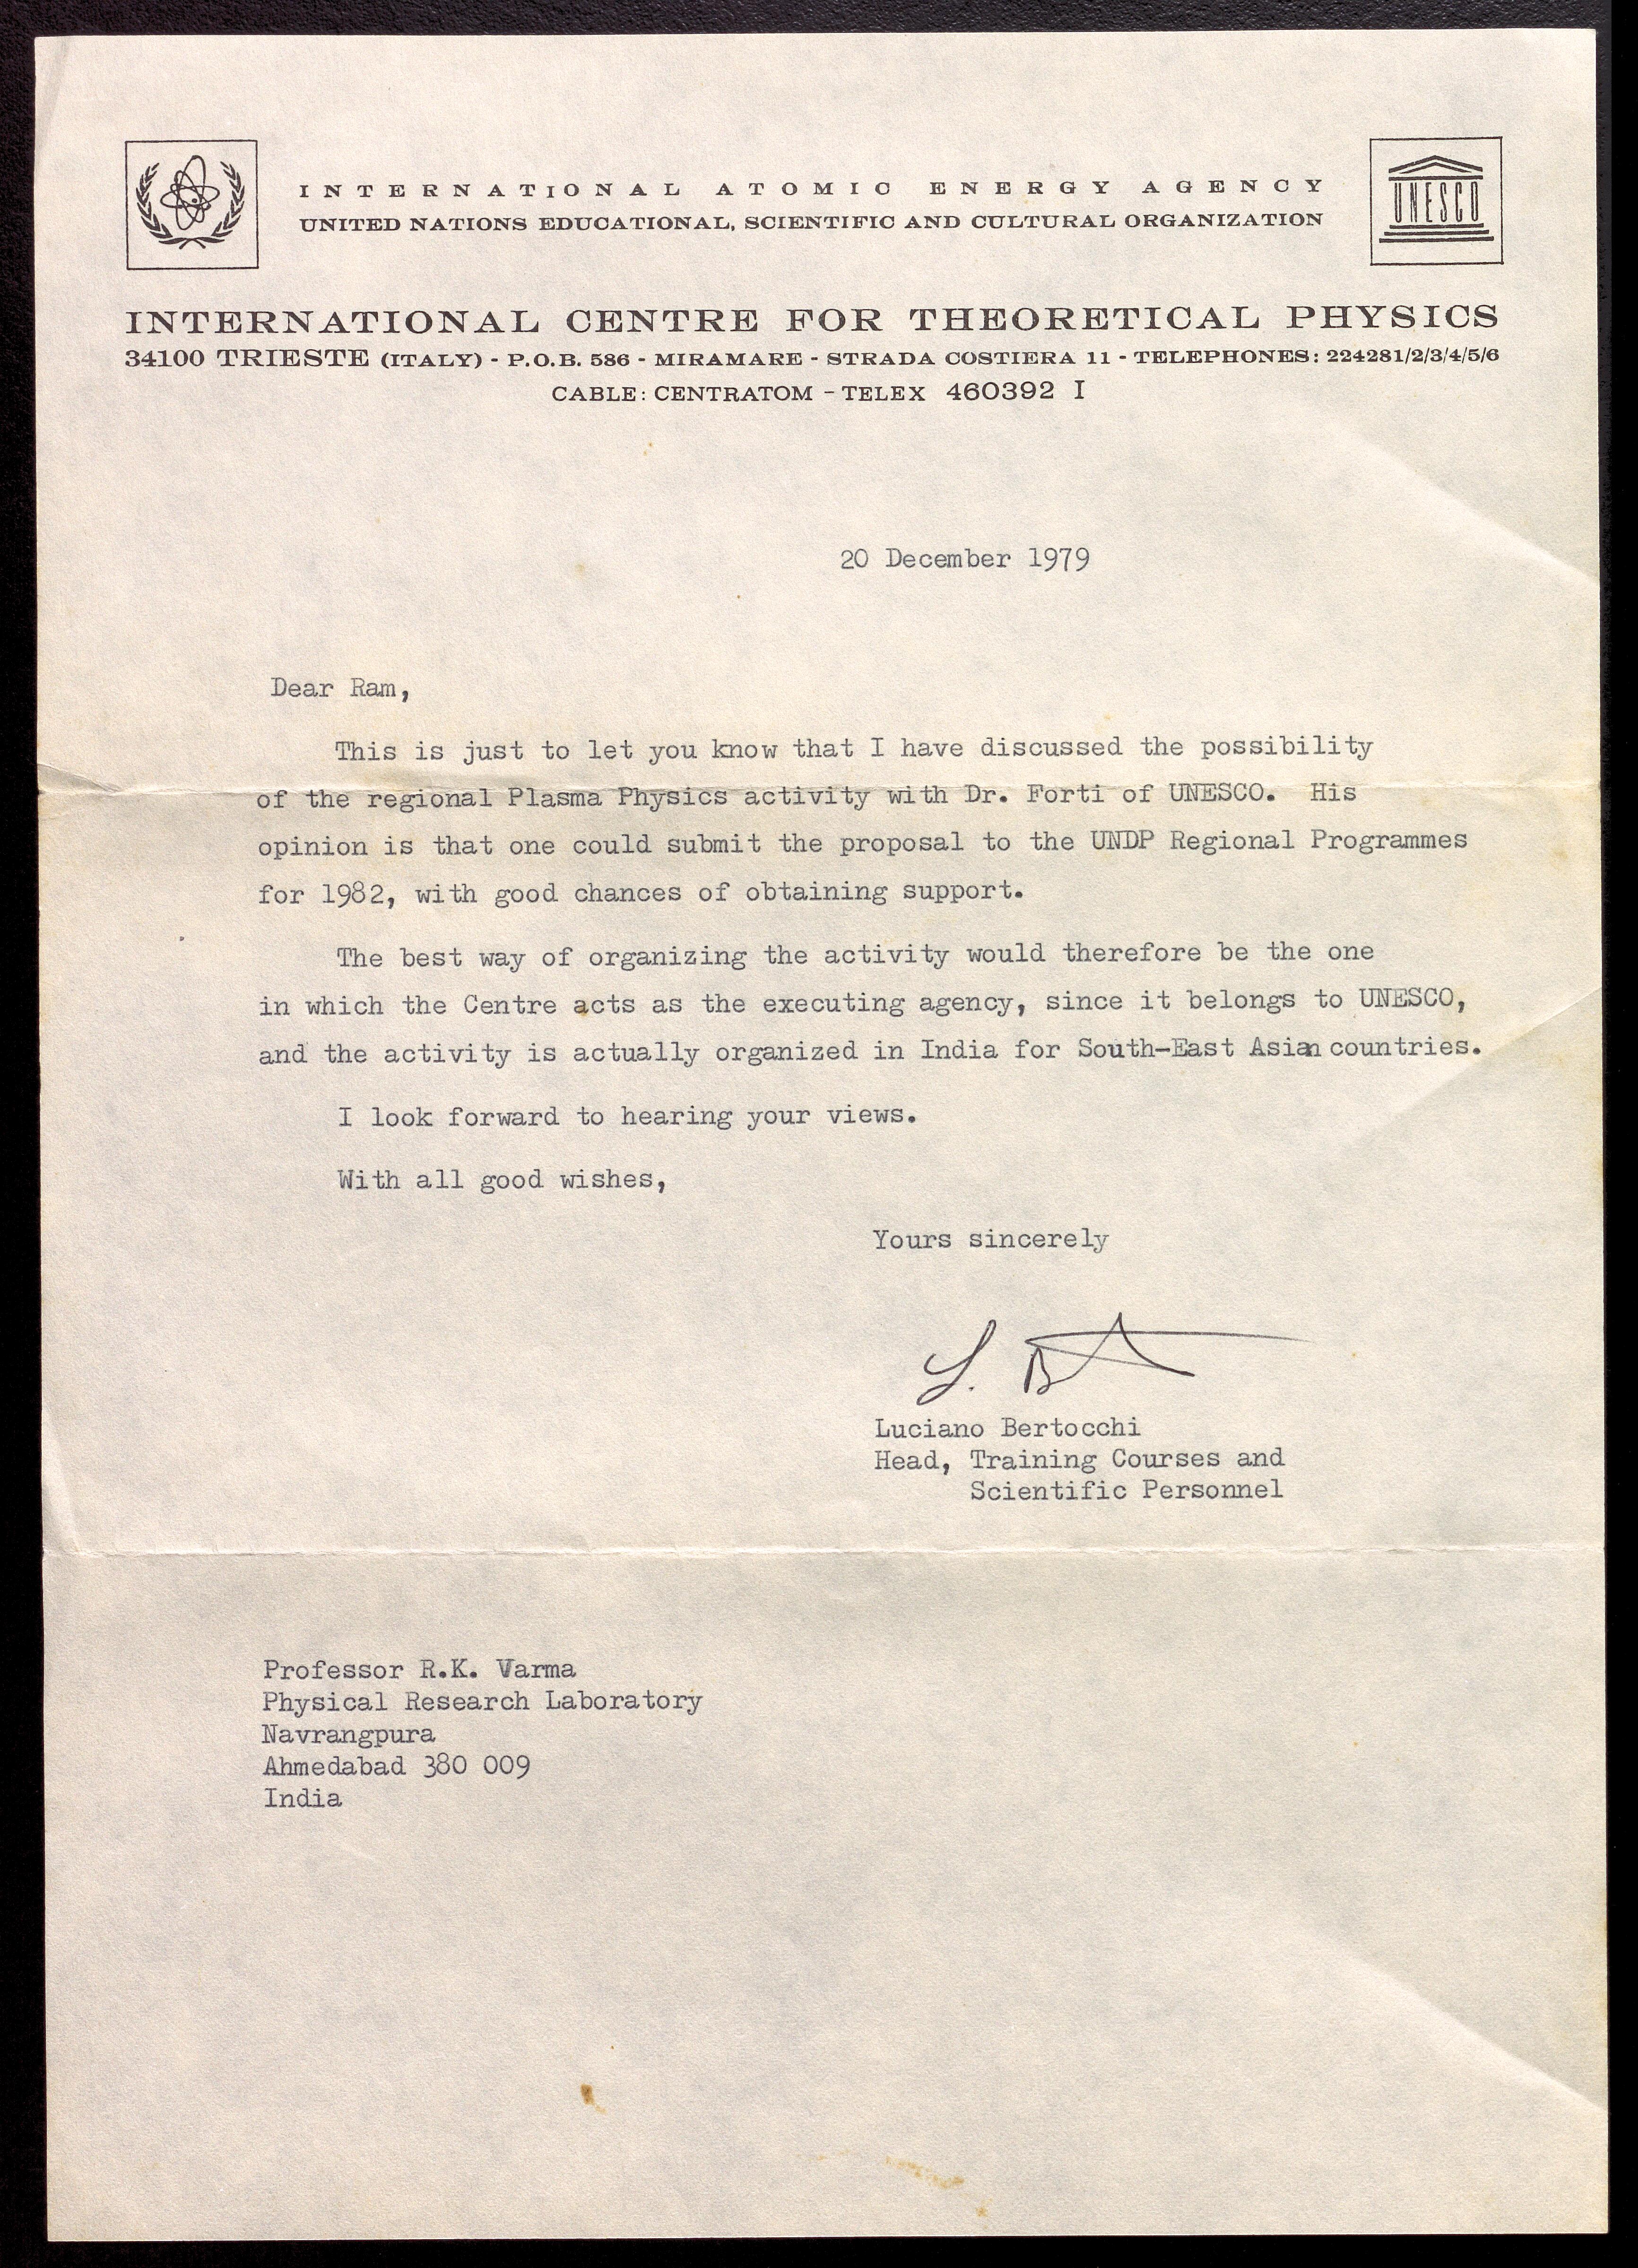 INTERNATIONAL ATOMIC ENERGY AGENCY
UNITED NATIONS EDUCATIONAL, SCIENTIFIC AND CULTURAL ORGANIZATION
UNESCO
INTERNATIONAL CENTRE FOR THEORETICAL PHYSICS
34100 TRIESTE (ITALY) - P.O.B. 586 - MIRAMARE - STRADA COSTIERA 11 - TELEPHONES: 224281/2/3/4/5/6
CABLE: CENTRATOM - TELEX 460392 I
20 December 1979
Dear Ram,
This is just to let you know that I have discussed the possibility
of the regional Plasma Physics activity with Dr. Forti of UNESCO. His
opinion is that one could submit the proposal to the UNDP Regional Programmes
for 1982, with good chances of obtaining support.
The best way of organizing the activity would therefore be the one
in which the Centre acts as the executing agency, since it belongs to UNESCO,
and the activity is actually organized in India for South-East Asian countries.
I look forward to hearing your views.
With all good wishes,
Yours sincerely
L. B
Luciano Bertocchi
Head, Training Courses and
Scientific Personnel
Professor R.K. Varma
Physical Research Laboratory
Navrangpura
Ahmedabad 380 009
India